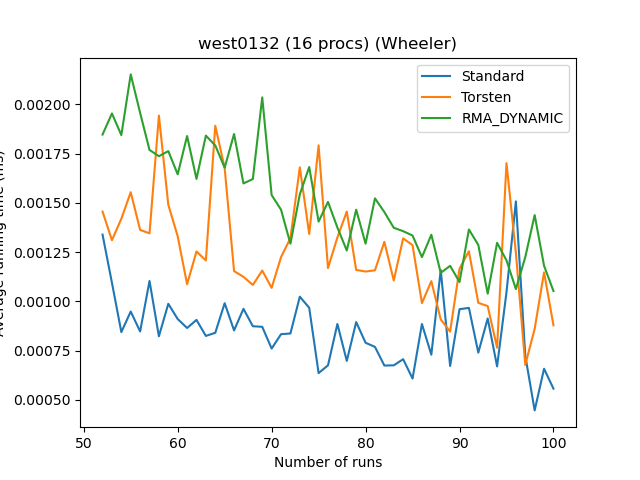 west0132 (16 procs) (Wheeler)
Standard
Torsten
RMA_DYNAMIC
0.00200
0.00175
0.00150
0.00125
0.00100
0.00075
0.00050
Average running time (ms)
50 60 70 80 90 100
Number of runs